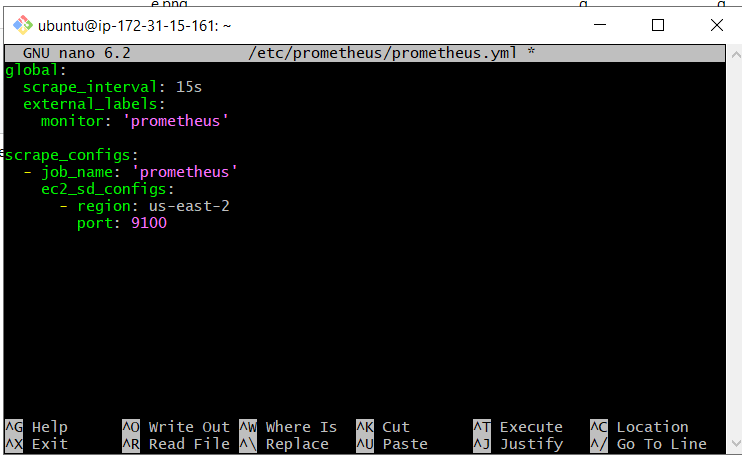 ubuntu@ip-172-31-15-161: ~
GNU nano 6.2 /etc/prometheus/prometheus.yml *
global:
  scrape_interval: 15s
  external_labels:
    monitor: 'prometheus'

scrape_configs:
  - job_name: 'prometheus'
    ec2_sd_configs:
      - region: us-east-2
        port: 9100

^G Help ^O Write Out ^W Where Is ^K Cut ^T Execute ^C Location
^X Exit ^R Read File ^\ Replace ^U Paste ^J Justify ^/ Go To Line